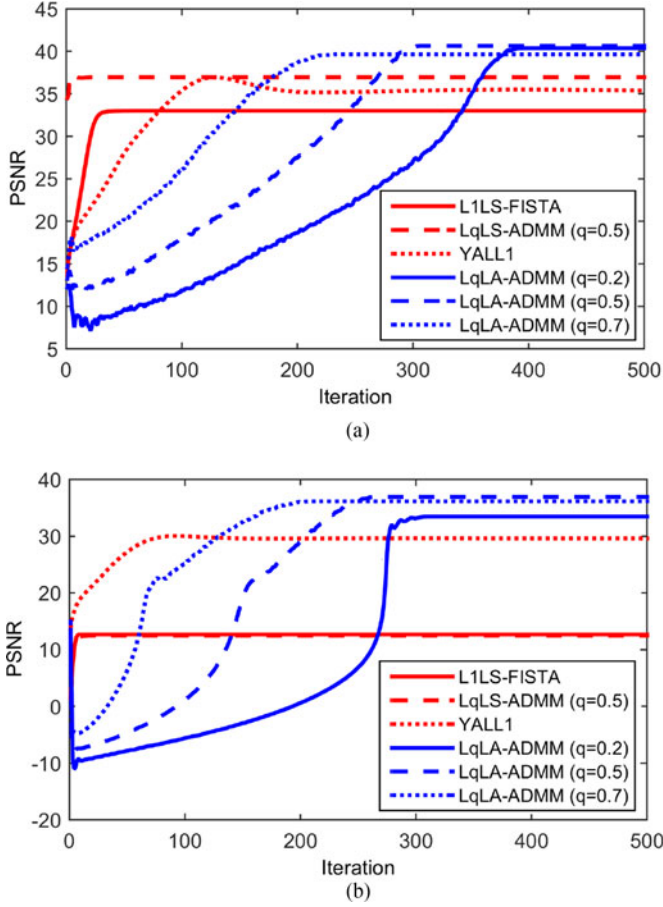 45
40
35
30
25
20
15
10
5
PSNR
L1LS-FISTA
LqLS-ADMM (q=0.5)
YALL1
LqLA-ADMM (q=0.2)
LqLA-ADMM (q=0.5)
LqLA-ADMM (q=0.7)
0 100 200 300 400 500
Iteration
(a)
40
30
20
10
0
-10
-20
PSNR
L1LS-FISTA
LqLS-ADMM (q=0.5)
YALL1
LqLA-ADMM (q=0.2)
LqLA-ADMM (q=0.5)
LqLA-ADMM (q=0.7)
0 100 200 300 400 500
Iteration
(b)